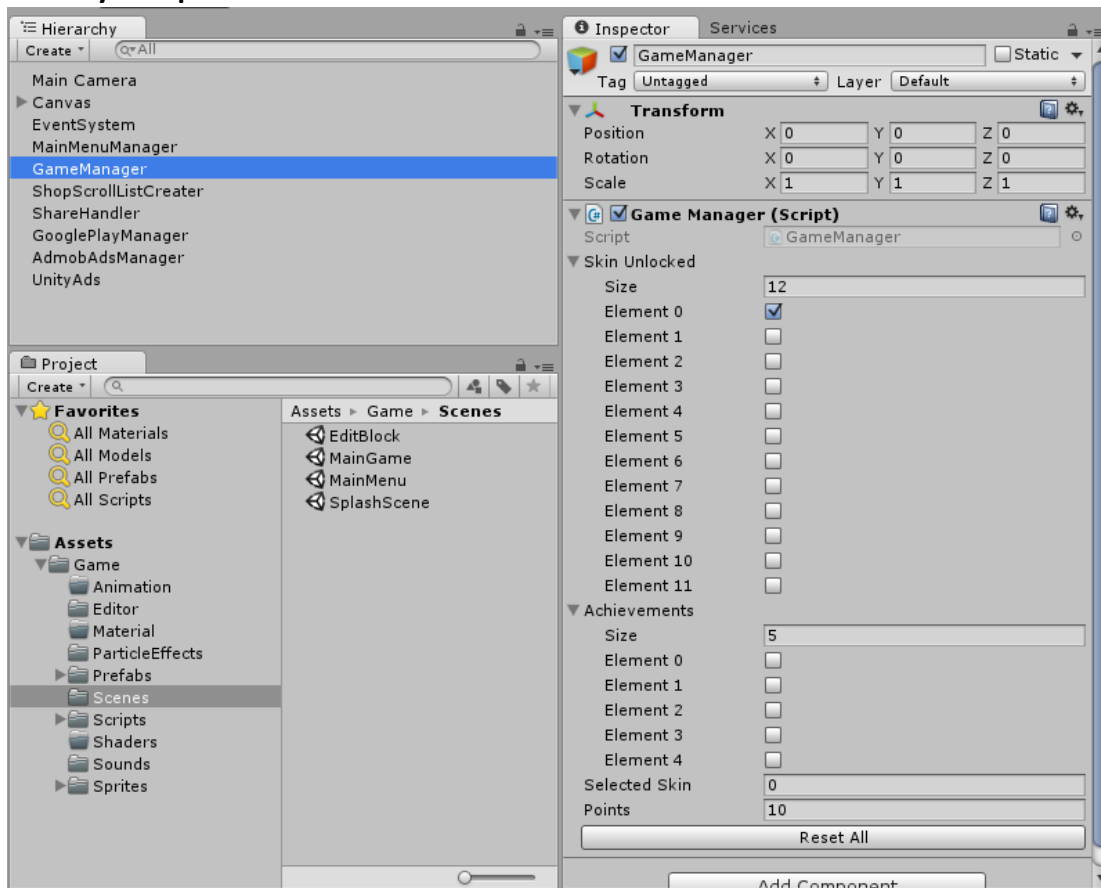 Hierarchy
Create
All
Main Camera
Canvas
EventSystem
MainMenuManager
GameManager
ShopScrollListCreater
ShareHandler
GooglePlayManager
AdmobAdsManager
UnityAds
Project
Create
Favorites
All Materials
All Models
All Prefabs
All Scripts
Assets
Game
Animation
Editor
Material
ParticleEffects
Prefabs
Scenes
Scripts
Shaders
Sounds
Sprites
Assets Game Scenes
EditBlock
MainGame
MainMenu
SplashScene
Inspector Services
GameManager Static
Tag Untagged Layer Default
Transform
Position X 0 Y 0 Z 0
Rotation X 0 Y 0 Z 0
Scale X 1 Y 1 Z 1
Game Manager (Script)
Script GameManager
Skin Unlocked
Size 12
Element 0
Element 1
Element 2
Element 3
Element 4
Element 5
Element 6
Element 7
Element 8
Element 9
Element 10
Element 11
Achievements
Size 5
Element 0
Element 1
Element 2
Element 3
Element 4
Selected Skin 0
Points 10
Reset All
Add Component